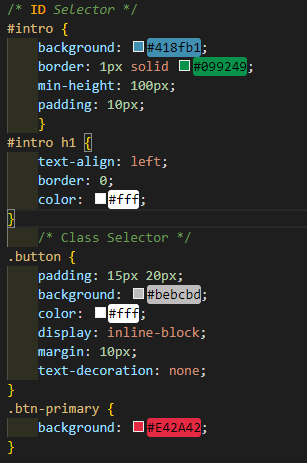 /* ID Selector */
#intro {
    background: #418fb1;
    border: 1px solid #099249;
    min-height: 100px;
    padding: 10px;
    }
#intro h1 {
    text-align: left;
    border: 0;
    color: #fff;
}
    /* Class Selector */
.button {
    padding: 15px 20px;
    background: #bebcbd;
    color: #fff;
    display: inline-block;
    margin: 10px;
    text-decoration: none;
}
.btn-primary {
    background: #E42A42;
}